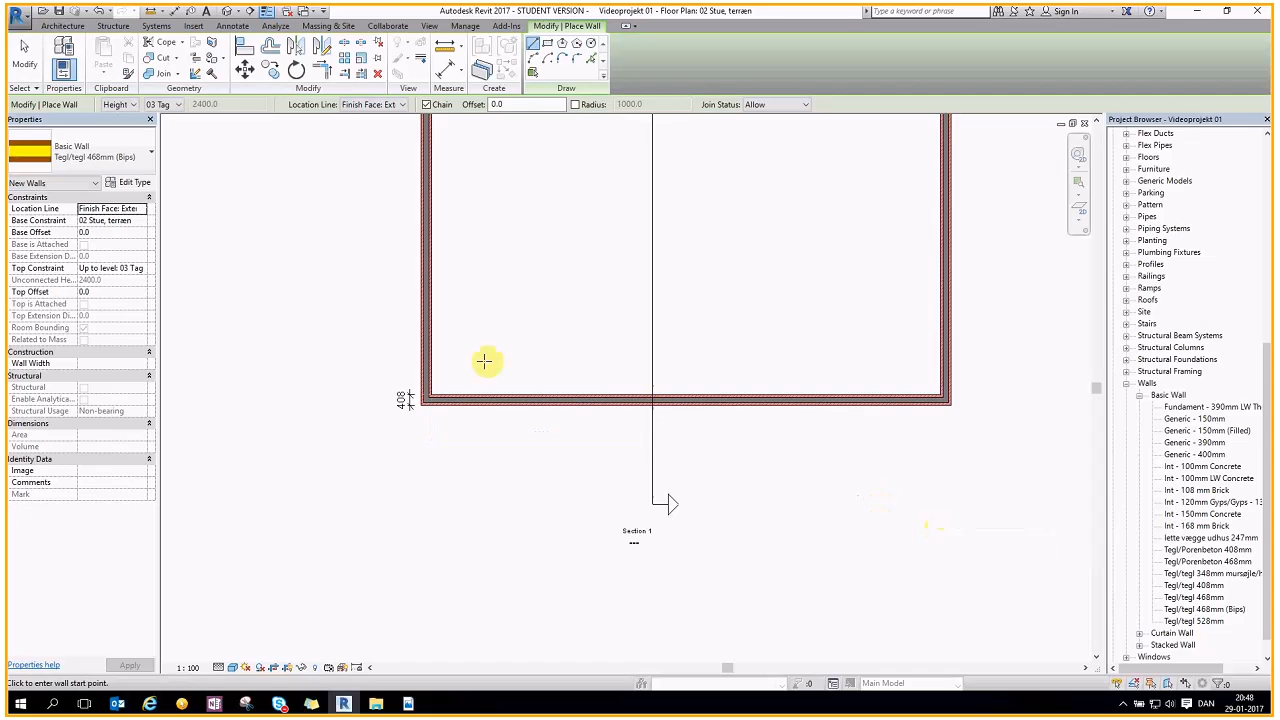 Autodesk Revit 2017 - STUDENT VERSION - Videoprojekt 01 - Floor Plan: 02 Stue, terræn
Type a keyword or phrase
Sign In
Architecture Structure Systems Insert Annotate Analyze Massing & Site Collaborate View Manage Add-Ins Modify | Place Wall
Modify
Paste
Cope
Cut
Join
Select Properties Clipboard Geometry Modify View Measure Create Draw
Modify | Place Wall Height 03 Tag 2400.0 Location Line: Finish Face: Ext Chain Offset: 0.0 Radius: 1000.0 Join Status: Allow
Properties
Basic Wall
Tegl/tegl 468mm (Bips)
New Walls Edit Type
Constraints
Location Line Finish Face: Exter
Base Constraint 02 Stue, terræn
Base Offset 0.0
Base is Attached
Base Extension D... 0.0
Top Constraint Up to level: 03 Tag
Unconnected He... 2400.0
Top Offset 0.0
Top is Attached
Top Extension Di... 0.0
Room Bounding
Related to Mass
Construction
Wall Width
Structural
Structural
Enable Analytica...
Structural Usage Non-bearing
Dimensions
Area
Volume
Identity Data
Image
Comments
Mark
Properties help Apply
408
Section 1
---
Project Browser - Videoprojekt 01
Flex Ducts
Flex Pipes
Floors
Furniture
Generic Models
Parking
Pattern
Pipes
Piping Systems
Planting
Plumbing Fixtures
Profiles
Railings
Ramps
Roofs
Site
Stairs
Structural Beam Systems
Structural Columns
Structural Foundations
Structural Framing
Walls
Basic Wall
Fundament - 390mm LW Th
Generic - 150mm
Generic - 150mm (Filled)
Generic - 390mm
Generic - 400mm
Int - 100mm Concrete
Int - 100mm LW Concrete
Int - 108 mm Brick
Int - 120mm Gyps/Gyps - 13
Int - 150mm Concrete
Int - 168 mm Brick
lette vægge udhus 247mm
Tegl/Porenbeton 408mm
Tegl/Porenbeton 468mm
Tegl/tegl 348mm mursøjle/h
Tegl/tegl 408mm
Tegl/tegl 468mm
Tegl/tegl 468mm (Bips)
Tegl/tegl 528mm
Curtain Wall
Stacked Wall
Windows
1 : 100
Click to enter wall start point.
:0
Main Model
:0
DAN
20:48
29-01-2017